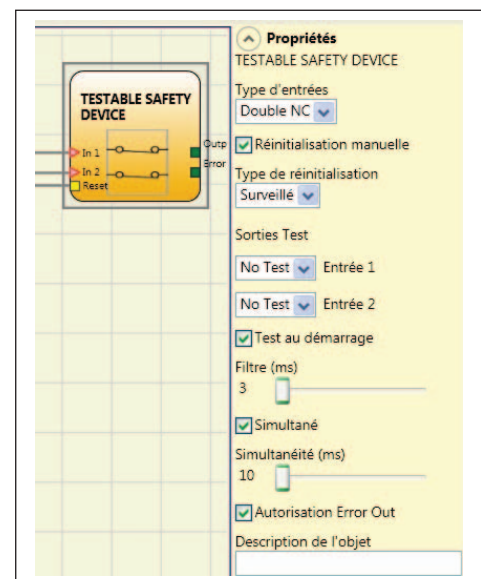 TESTABLE SAFETY
DEVICE
In 1
In 2
Reset
Outp
Error
Propriétés
TESTABLE SAFETY DEVICE
Type d'entrées
Double NC
Réinitialisation manuelle
Type de réinitialisation
Surveillé
Sorties Test
No Test Entrée 1
No Test Entrée 2
Test au démarrage
Filtre (ms)
3
Simultané
Simultanéité (ms)
10
Autorisation Error Out
Description de l'objet